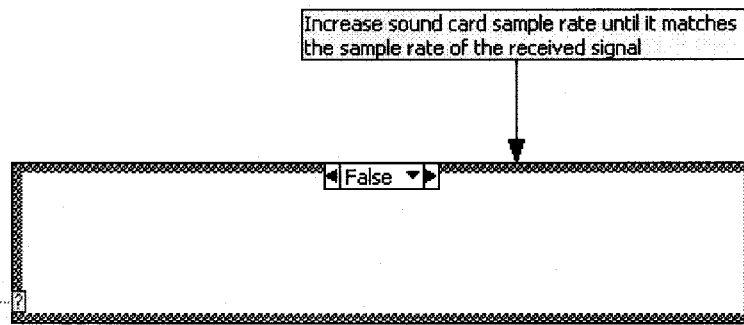 Increase sound card sample rate until it matches
the sample rate of the received signal
False
?